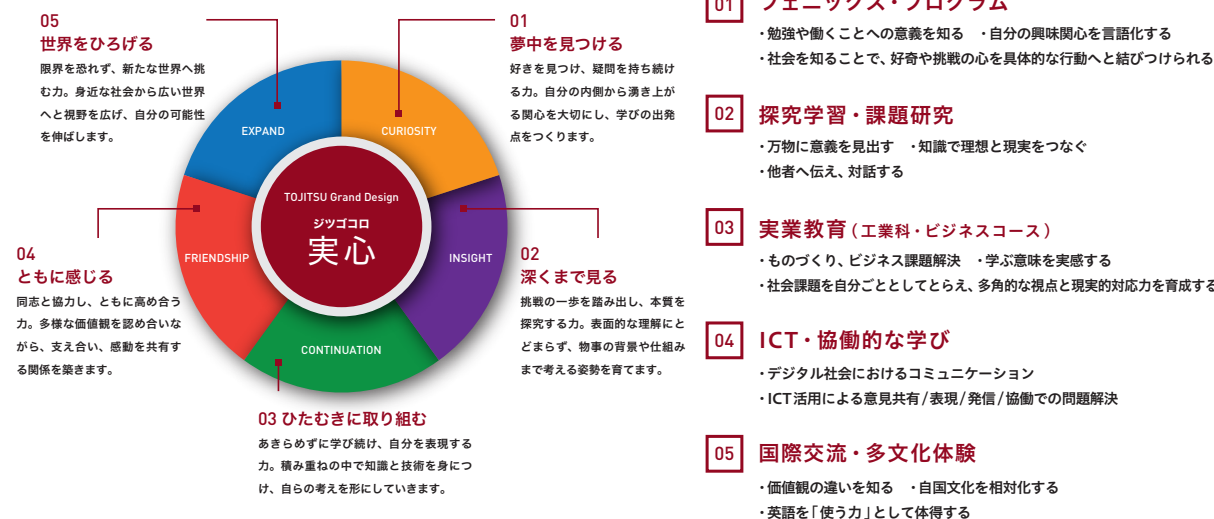 05
世界をひろげる
限界を恐れず、新たな世界へ挑
む力。身近な社会から広い世界
へと視野を広げ、自分の可能性
を伸ばします。
01
夢中を見つける
好きを見つけ、疑問を持ち続け
る力。自分の内側から湧き上が
る関心を大切にし、学びの出発
点をつくります。
EXPAND
CURIOSITY
TOJITSU Grand Design
ジツゴコロ
実心
FRIENDSHIP
INSIGHT
CONTINUATION
04
ともに感じる
同志と協力し、ともに高め合う
力。多様な価値観を認め合いな
がら、支え合い、感動を共有す
る関係を築きます。
02
深くまで見る
挑戦の一歩を踏み出し、本質を
探究する力。表面的な理解にと
どまらず、物事の背景や仕組み
まで考える姿勢を育てます。
03 ひたむきに取り組む
あきらめずに学び続け、自分を表現する
力。積み重ねの中で知識と技術を身につ
け、自らの考えを形にしていきます。
01 フェニックス・プログラム
・勉強や働くことへの意義を知る ・自分の興味関心を言語化する
・社会を知ることで、好奇や挑戦の心を具体的な行動へと結びつけられる
02 探究学習・課題研究
・万物に意義を見出す ・知識で理想と現実をつなぐ
・他者へ伝え、対話する
03 実業教育(工業科・ビジネスコース)
・ものづくり、ビジネス課題解決 ・学ぶ意味を実感する
・社会課題を自分ごととしてとらえ、多角的な視点と現実的対応力を育成する
04 ICT・協働的な学び
・デジタル社会におけるコミュニケーション
・ICT活用による意見共有/表現/発信/協働での問題解決
05 国際交流・多文化体験
・価値観の違いを知る ・自国文化を相対化する
・英語を「使う力」として体得する